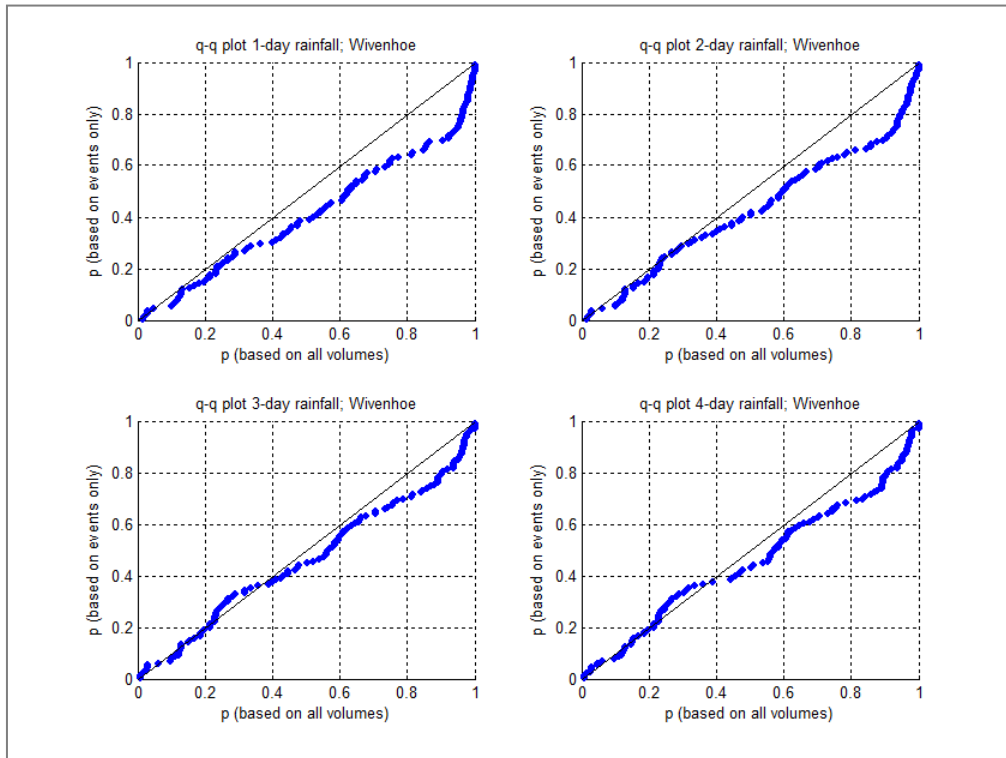 q-q plot 1-day rainfall; Wivenhoe
1
0.8
0.6
0.4
0.2
0
p (based on events only)
0 0.2 0.4 0.6 0.8 1
p (based on all volumes)
q-q plot 2-day rainfall; Wivenhoe
1
0.8
0.6
0.4
0.2
0
p (based on events only)
0 0.2 0.4 0.6 0.8 1
p (based on all volumes)
q-q plot 3-day rainfall; Wivenhoe
1
0.8
0.6
0.4
0.2
0
p (based on events only)
0 0.2 0.4 0.6 0.8 1
p (based on all volumes)
q-q plot 4-day rainfall; Wivenhoe
1
0.8
0.6
0.4
0.2
0
p (based on events only)
0 0.2 0.4 0.6 0.8 1
p (based on all volumes)